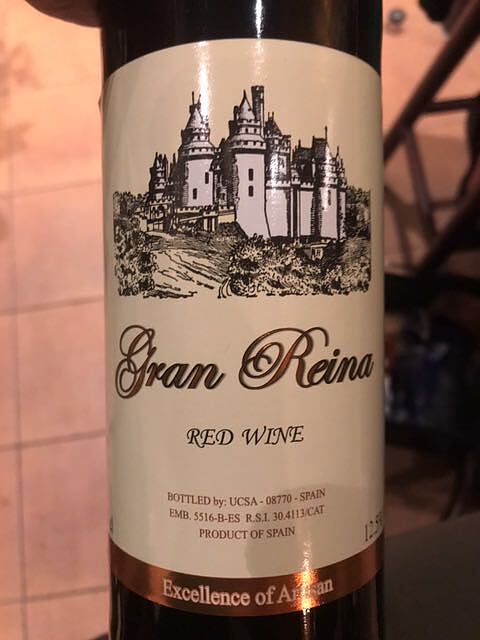 Gran Reina
RED WINE
BOTTLED by: UCSA - 08770 - SPAIN
EMB. 5516-B-ES R.S.I. 30.4113/CAT
PRODUCT OF SPAIN
Excellence of